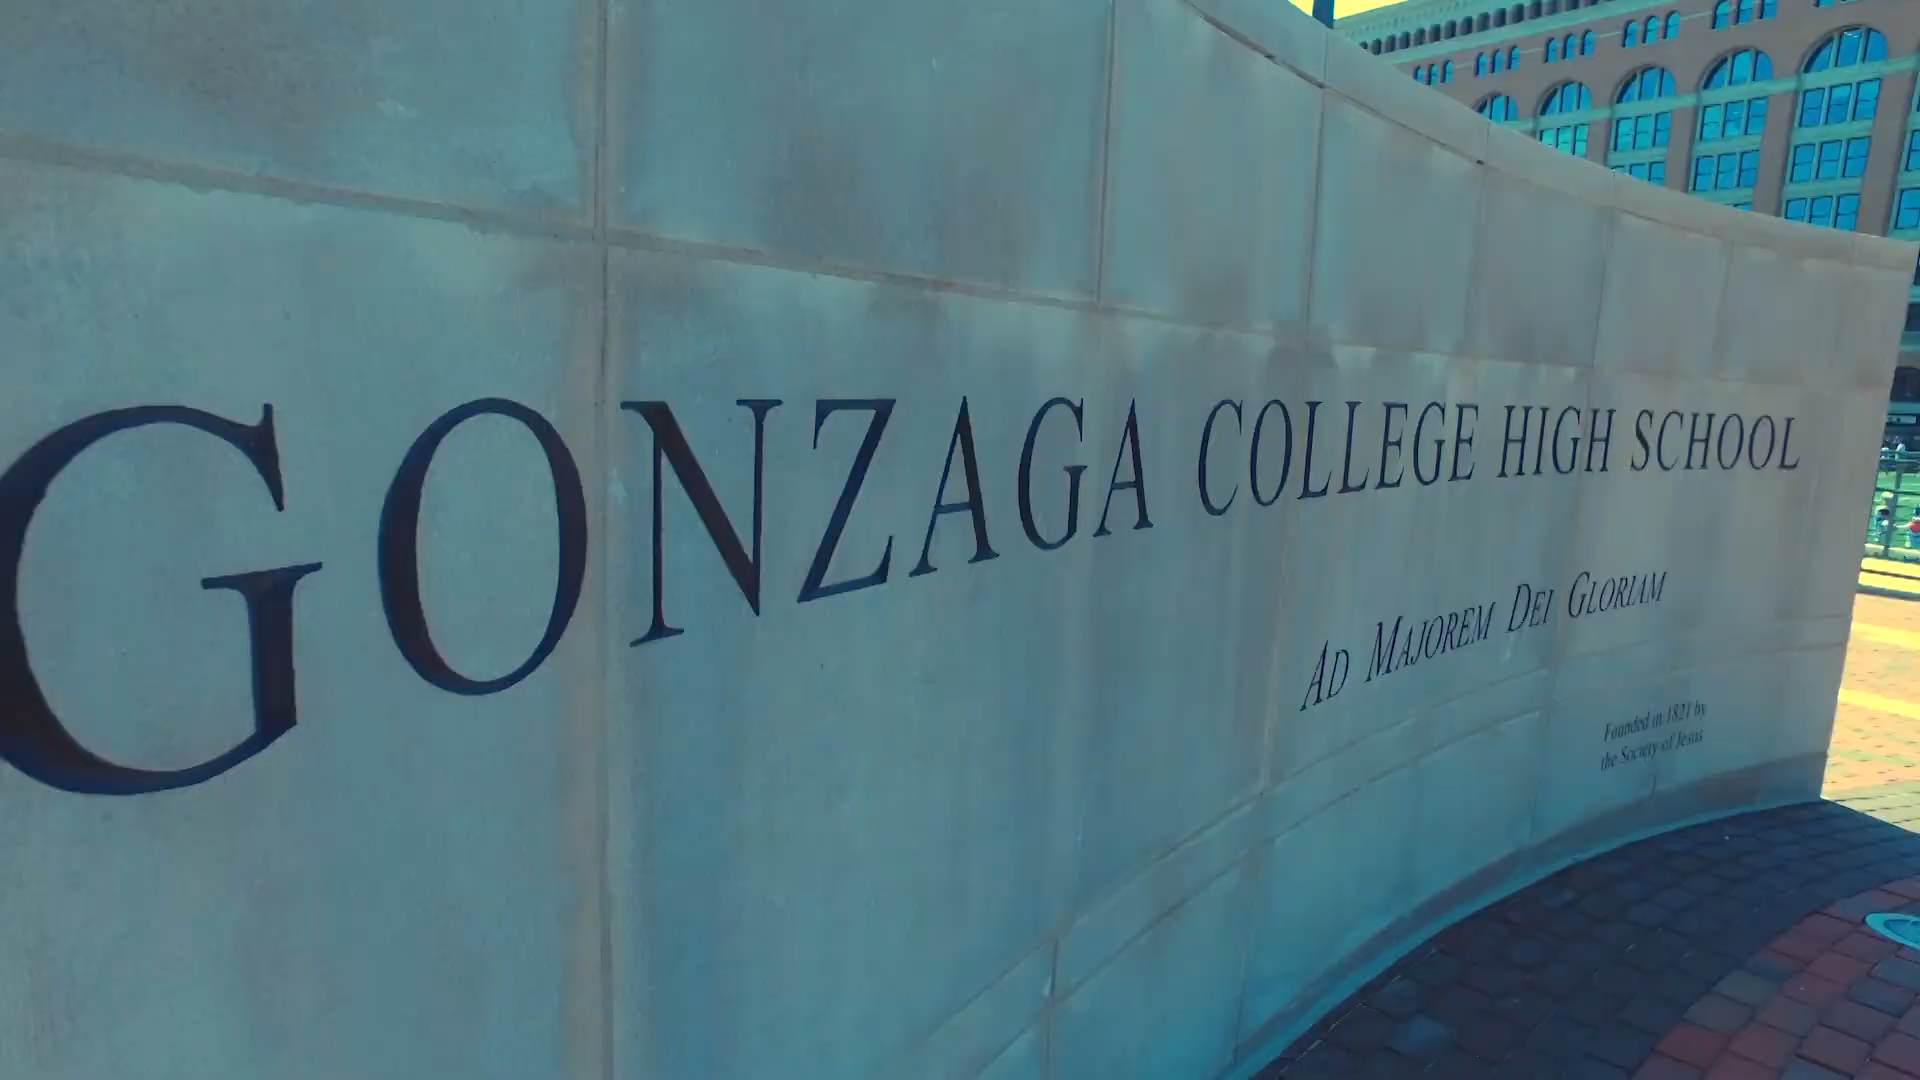 GONZAGA COLLEGE HIGH SCHOOL
AD MAJOREM DEI GLORIAM
Founded in 1821 by
the Society of Jesus